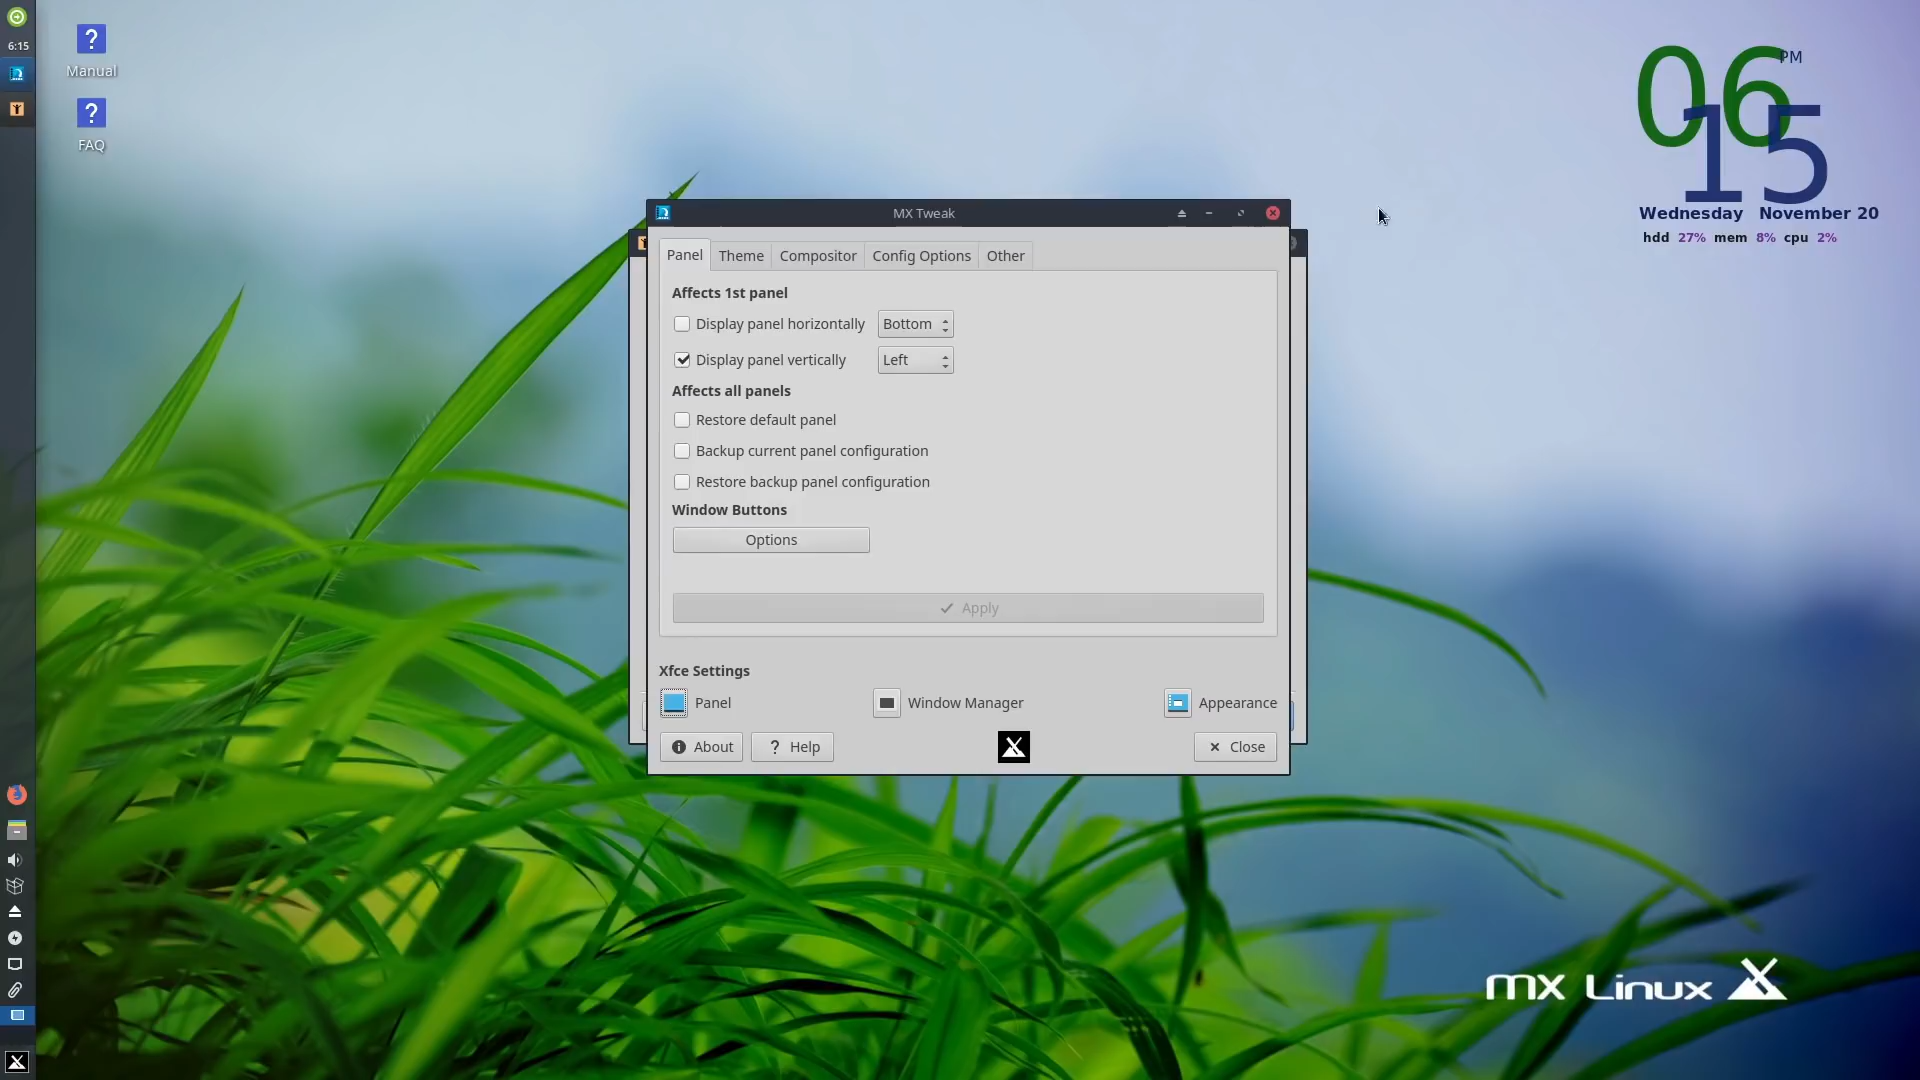 6:15
Manual
FAQ
06 PM
15
Wednesday November 20
hdd 27% mem 8% cpu 2%
MX Tweak
Panel Theme Compositor Config Options Other
Affects 1st panel
Display panel horizontally Bottom
Display panel vertically Left
Affects all panels
Restore default panel
Backup current panel configuration
Restore backup panel configuration
Window Buttons
Options
Apply
Xfce Settings
Panel Window Manager Appearance
About ? Help Close
mx Linux